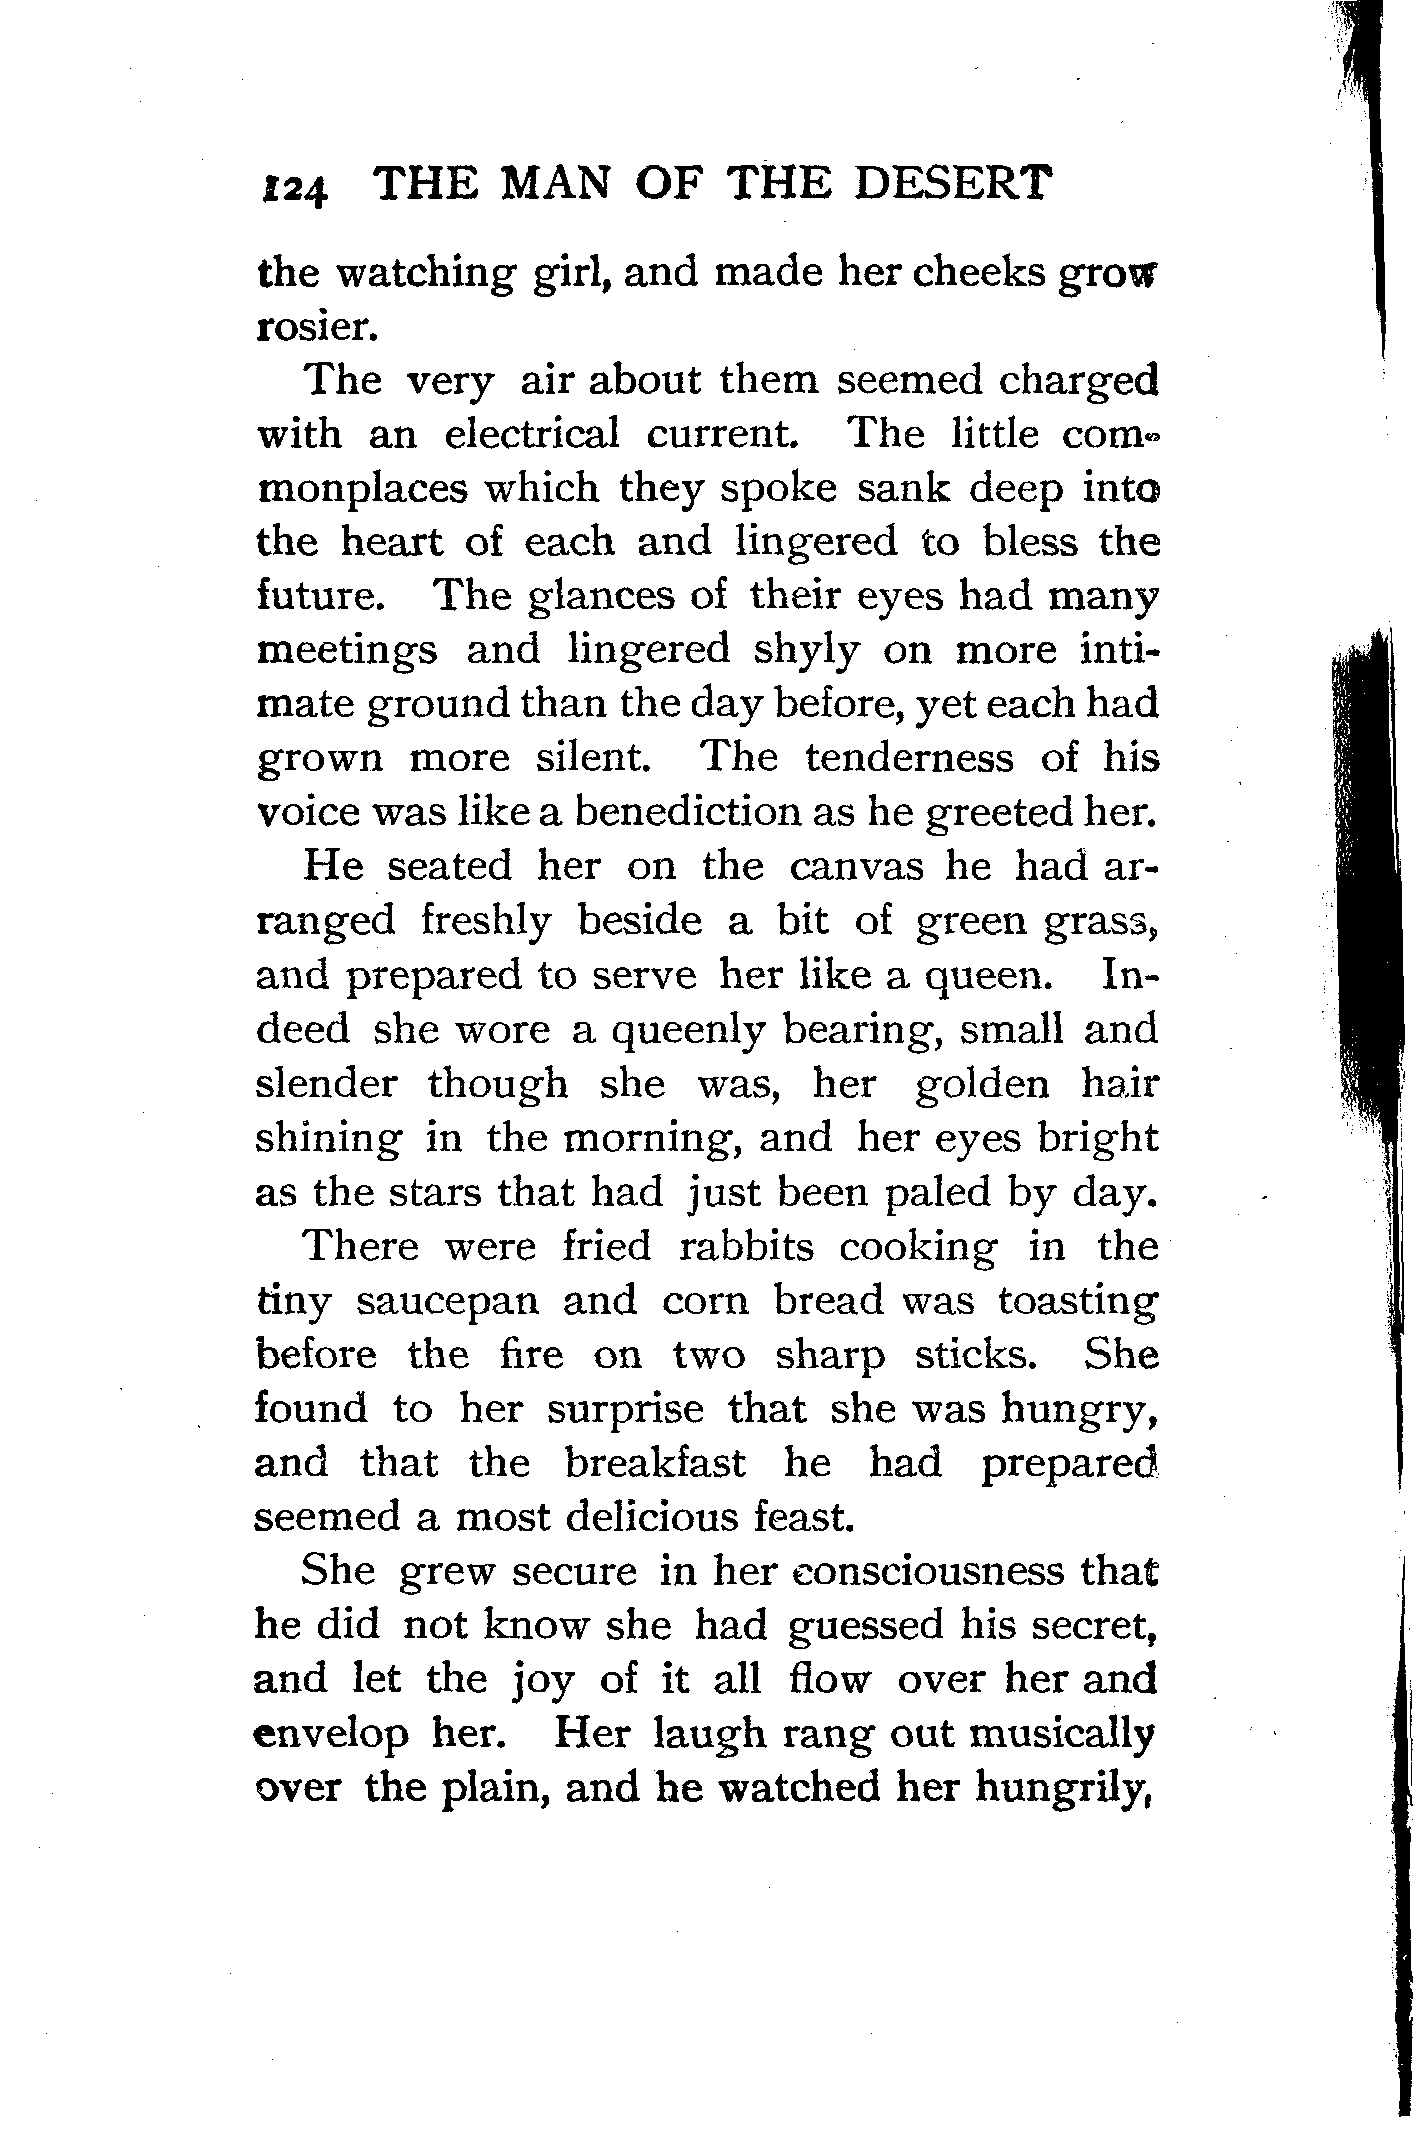 124 THE MAN OF THE DESERT
the watching girl, and made her cheeks grow
rosier.
The very air about them seemed charged
with an electrical current. The little com-
monplaces which they spoke sank deep into
the heart of each and lingered to bless the
future. The glances of their eyes had many
meetings and lingered shyly on more inti-
mate ground than the day before, yet each had
grown more silent. The tenderness of his
voice was like a benediction as he greeted her.
He seated her on the canvas he had ar-
ranged freshly beside a bit of green grass,
and prepared to serve her like a queen. In-
deed she wore a queenly bearing, small and
slender though she was, her golden hair
shining in the morning, and her eyes bright
as the stars that had just been paled by day.
There were fried rabbits cooking in the
tiny saucepan and corn bread was toasting
before the fire on two sharp sticks. She
found to her surprise that she was hungry,
and that the breakfast he had prepared
seemed a most delicious feast.
She grew secure in her consciousness that
he did not know she had guessed his secret,
and let the joy of it all flow over her and
envelop her. Her laugh rang out musically
over the plain, and he watched her hungrily,